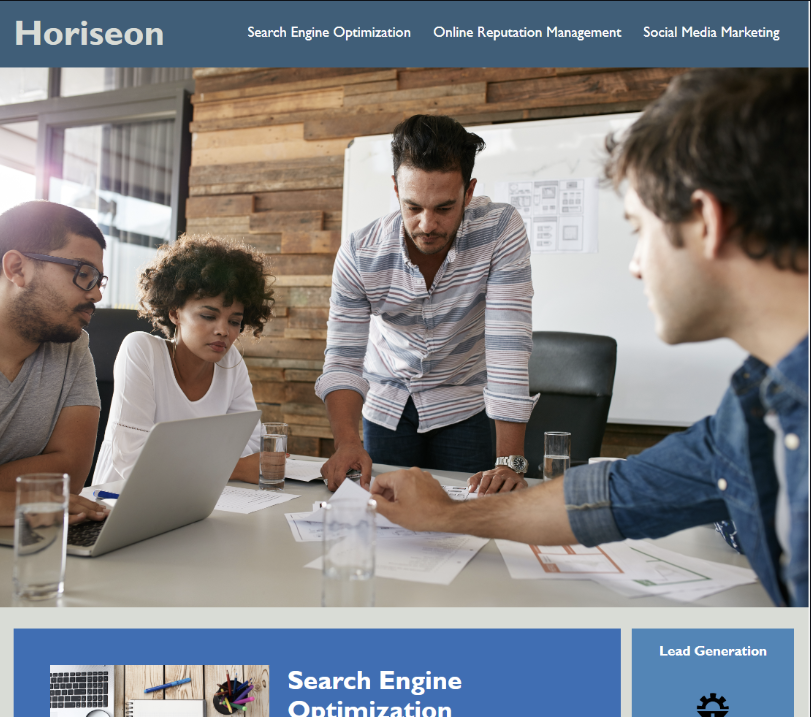 Horiseon
Search Engine Optimization
Online Reputation Management
Social Media Marketing
Search Engine
Optimization
Lead Generation